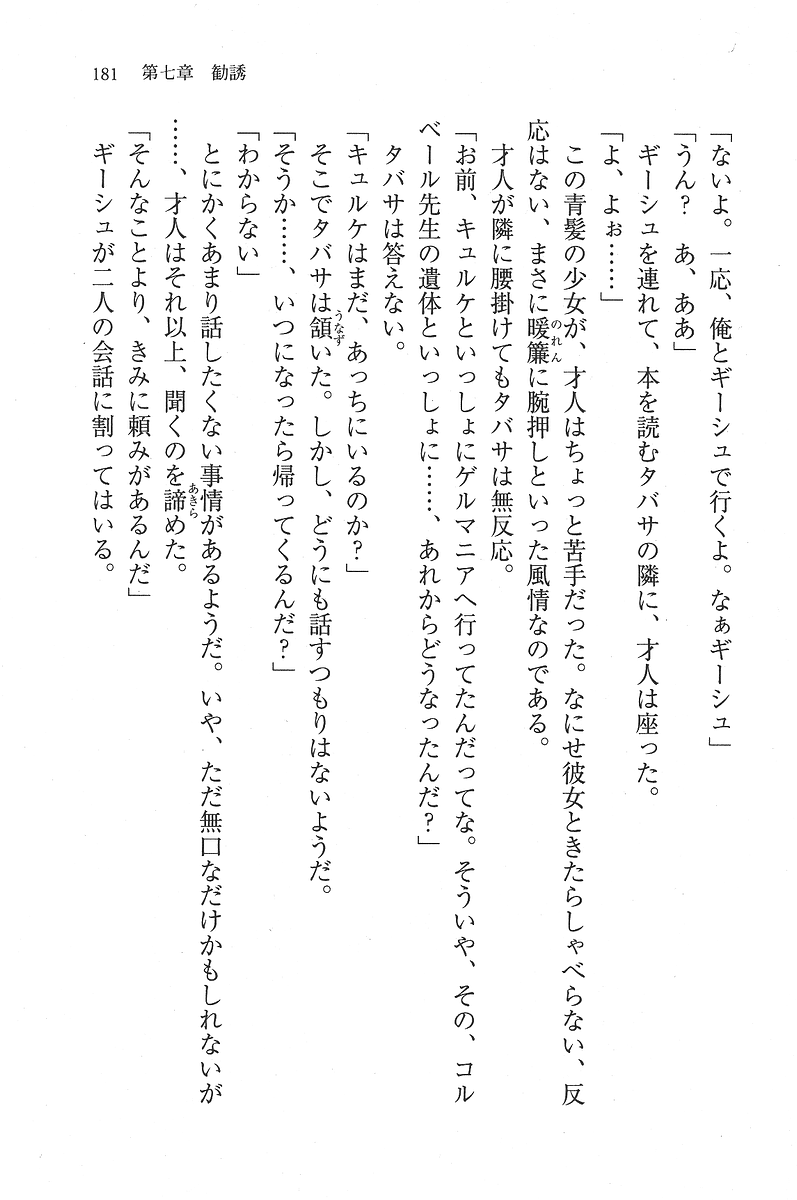 181　第七章　勧誘
「ないよ。一応、俺とギーシュで行くよ。なぁギーシュ」
「うん？　あ、ああ」
　ギーシュを連れて、本を読むタバサの隣に、才人は座った。
「よ、よぉ……」
　この青髪の少女が、才人はちょっと苦手だった。なにせ彼女ときたらしゃべらない、反
応はない、まさに暖簾に腕押しといった風情なのである。
　才人が隣に腰掛けてもタバサは無反応。
「お前、キュルケといっしょにゲルマニアへ行ってたんだってな。そういや、その、コル
ベール先生の遺体といっしょに……、あれからどうなったんだ？」
　タバサは答えない。
「キュルケはまだ、あっちにいるのか？」
　そこでタバサは頷いた。しかし、どうにも話すつもりはないようだ。
「そうか……、いつになったら帰ってくるんだ？」
「わからない」
　とにかくあまり話したくない事情があるようだ。いや、ただ無口なだけかもしれないが
……、才人はそれ以上、聞くのを諦めた。
「そんなことより、きみに頼みがあるんだ」
　ギーシュが二人の会話に割ってはいる。